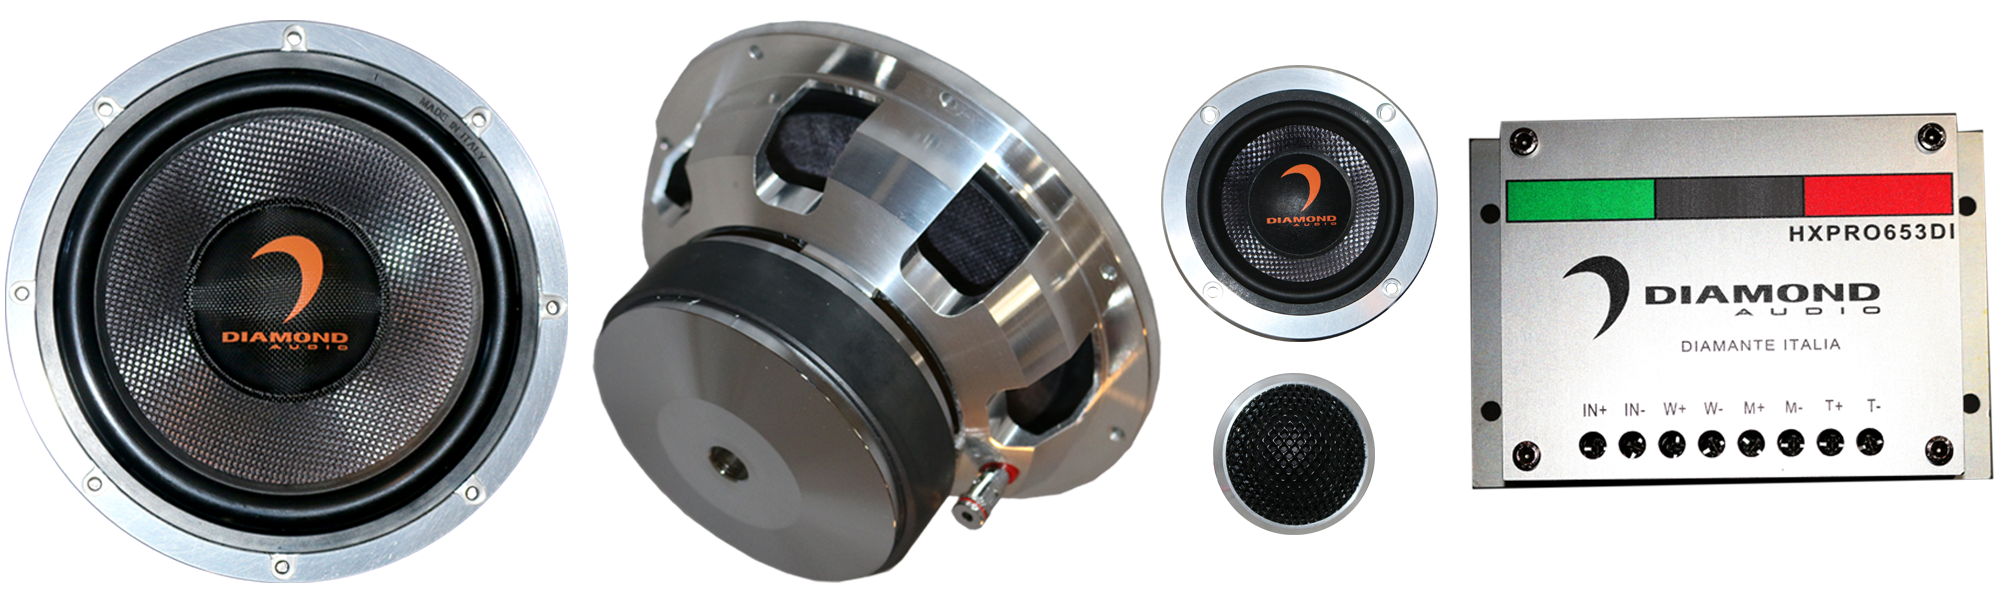 MADE IN ITALY
DIAMOND
AUDIO
DIAMOND
AUDIO
HXPRO653DI
DIAMOND
AUDIO
DIAMANTE ITALIA
IN+ IN- W+ W- M+ M- T+ T-